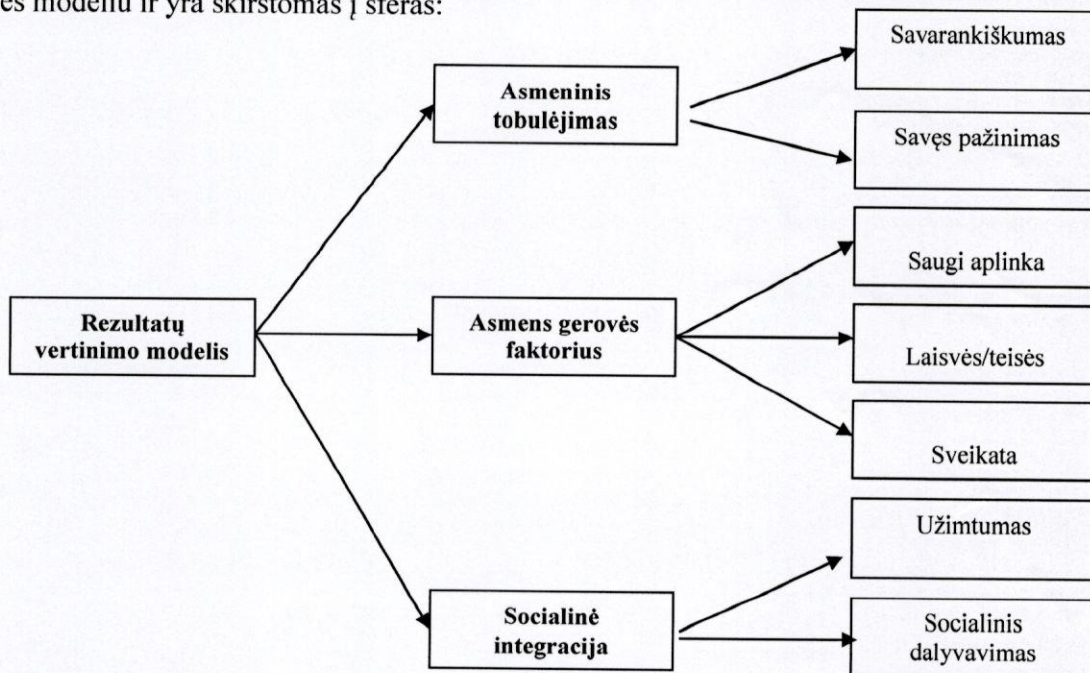 es modeliu ir yra skirstomas į sferas:
Savarankiškumas
Asmeninis
tobulėjimas
Savęs pažinimas
Saugi aplinka
Rezultatų
vertinimo modelis
Asmens gerovės
faktorius
Laisvės/teisės
Sveikata
Užimtumas
Socialinė
integracija
Socialinis
dalyvavimas